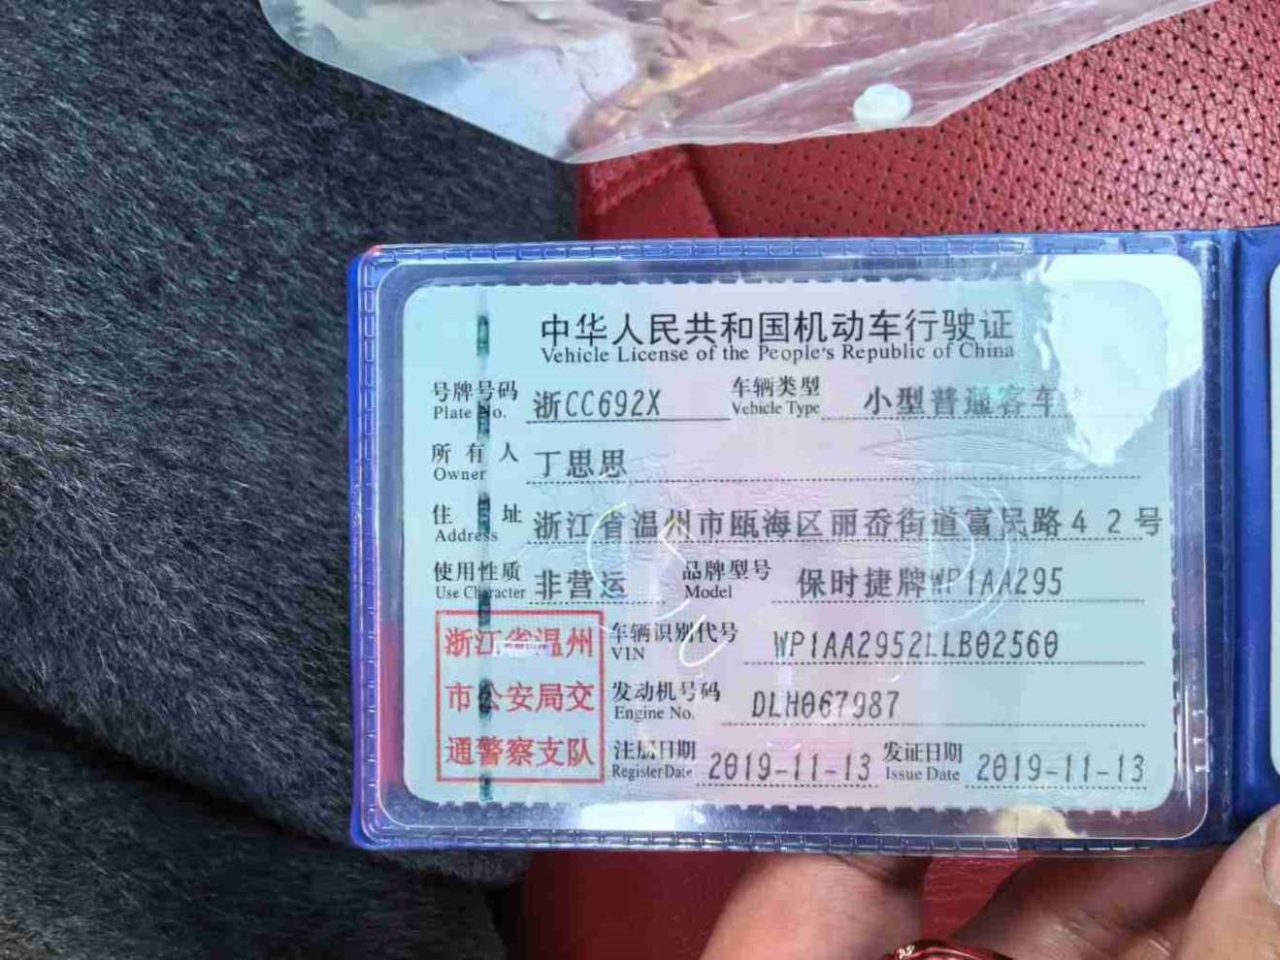 中华人民共和国机动车行驶证
Vehicle License of the People's Republic of China
号牌号码 浙CC692X 车辆类型 小型普通客车
Plate No. Vehicle Type
所有人 丁思思
Owner
住址 浙江省温州市瓯海区丽岙街道富民路42号
Address
使用性质 非营运 品牌型号 保时捷牌WP1AA295
Use Character Model
浙江省温州 车辆识别代号 WP1AA2952LLB02560
VIN
市公安局交 发动机号码 DLH067987
Engine No.
通警察支队 注册日期 2019-11-13 发证日期 2019-11-13
Register Date Issue Date